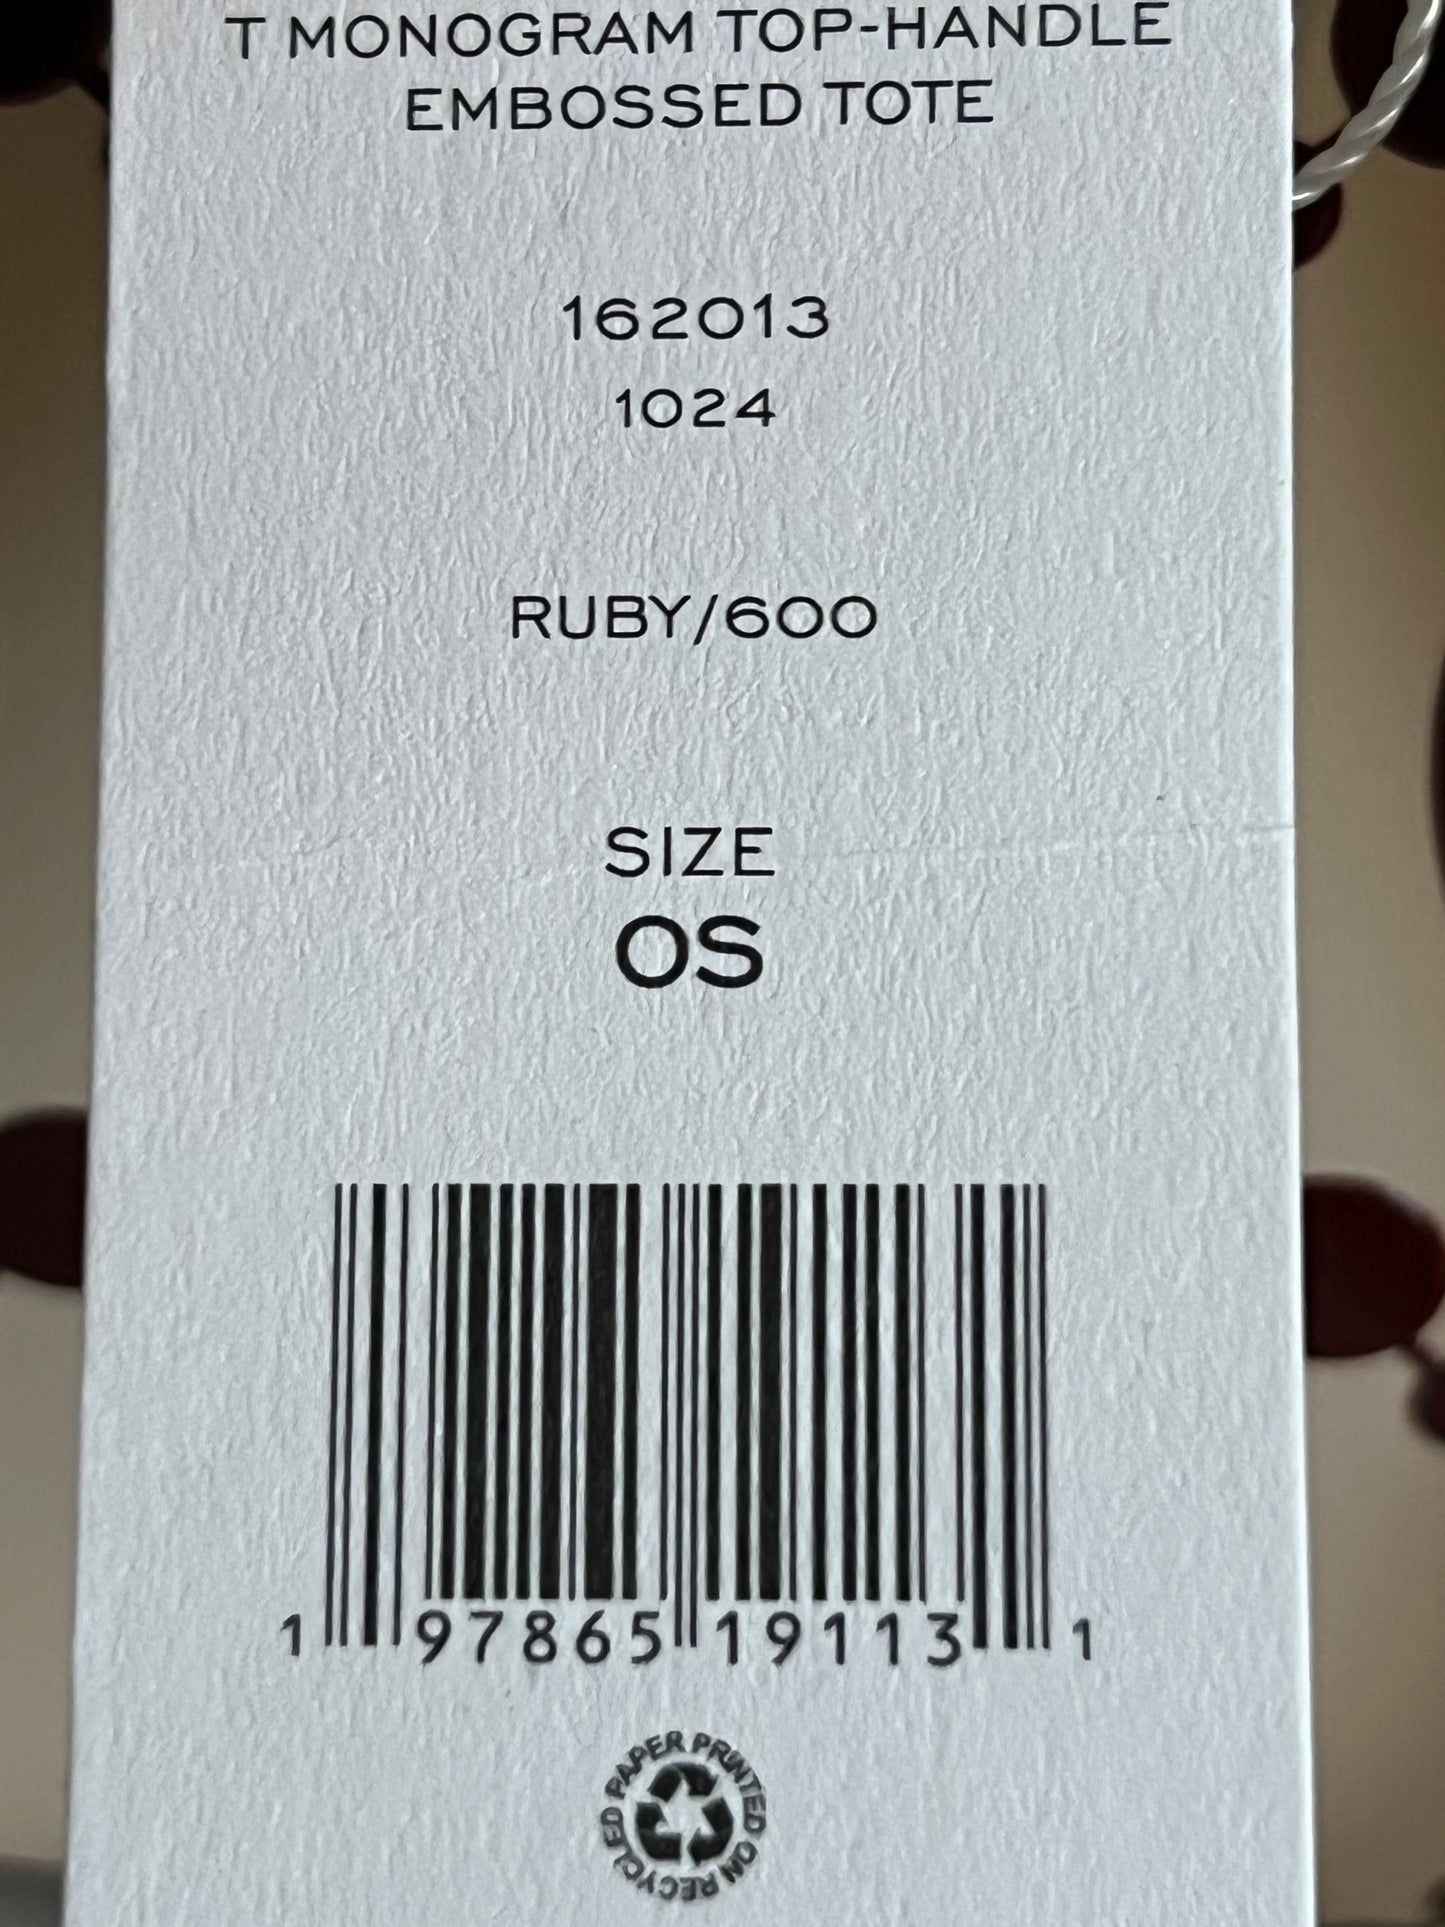 T MONOGRAM TOP-HANDLE
EMBOSSED TOTE
162013
1024
RUBY/600
SIZE
OS
1 97865 19113 1
PRINTED ON RECYCLED PAPER